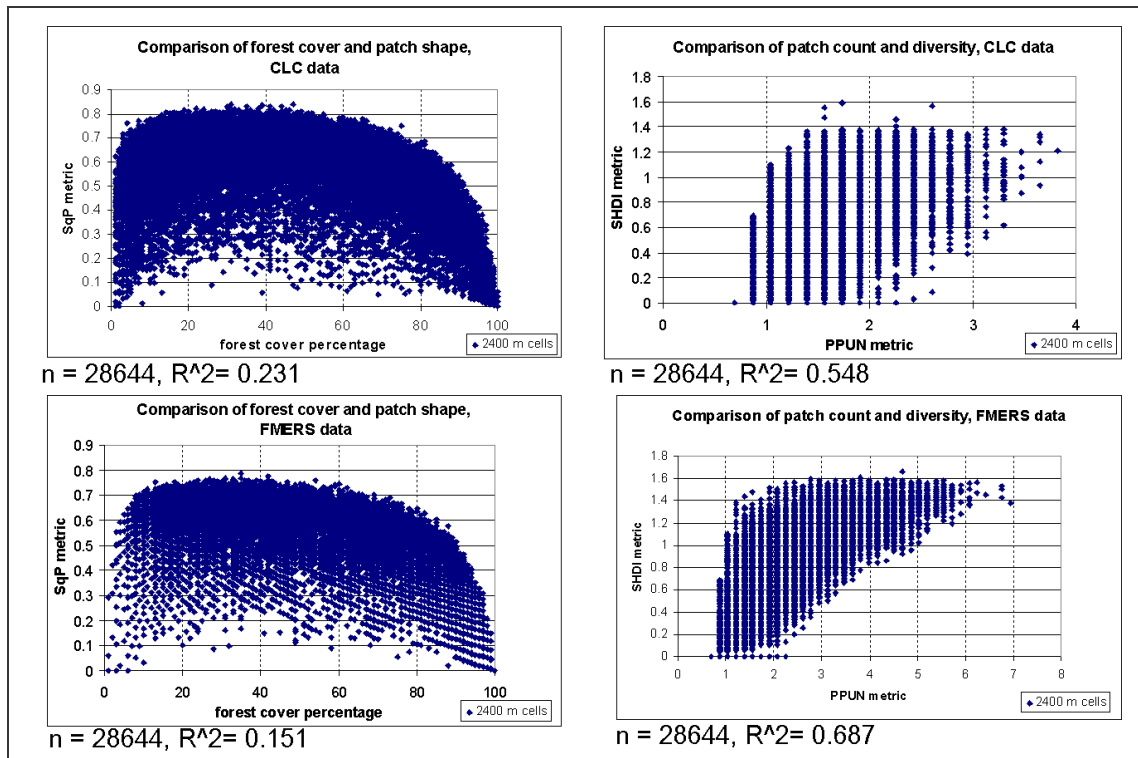 Comparison of forest cover and patch shape,
CLC data
0.9
0.8
0.7
0.6
0.5
0.4
0.3
0.2
0.1
0
SqP metric
0 20 40 60 80 100
forest cover percentage
2400 m cells
n = 28644, R^2= 0.231
Comparison of patch count and diversity, CLC data
1.8
1.6
1.4
1.2
1
0.8
0.6
0.4
0.2
0
SHDI metric
0 1 2 3 4
PPUN metric
2400 m cells
n = 28644, R^2= 0.548
Comparison of forest cover and patch shape,
FMERS data
0.9
0.8
0.7
0.6
0.5
0.4
0.3
0.2
0.1
0
SqP metric
0 20 40 60 80 100
forest cover percentage
2400 m cells
n = 28644, R^2= 0.151
Comparison of patch count and diversity, FMERS data
1.8
1.6
1.4
1.2
1
0.8
0.6
0.4
0.2
0
SHDI metric
0 1 2 3 4 5 6 7 8
PPUN metric
2400 m cells
n = 28644, R^2= 0.687